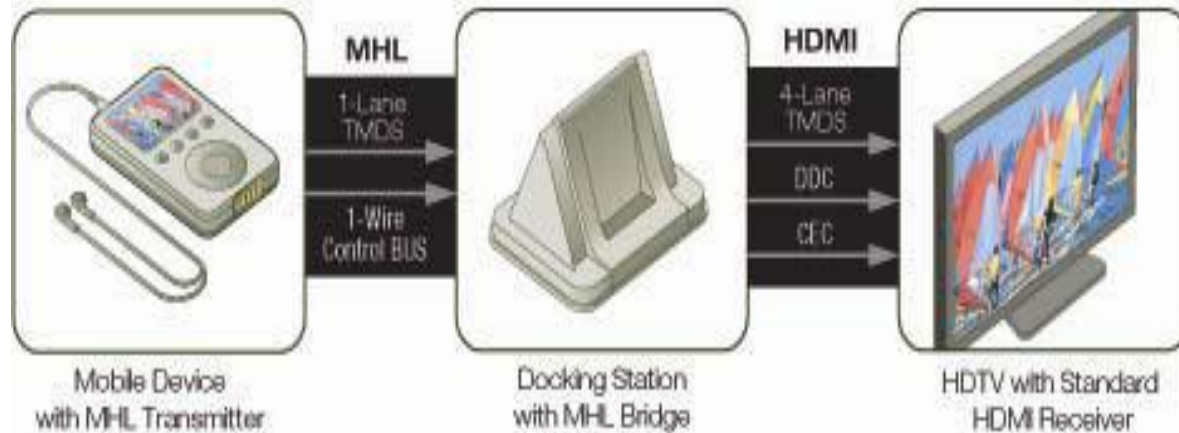 MHL
1-Lane
TMDS
1-Wire
Control BUS
HDMI
4-Lane
TMDS
DDC
CEC
Mobile Device
with MHL Transmitter
Docking Station
with MHL Bridge
HDTV with Standard
HDMI Receiver